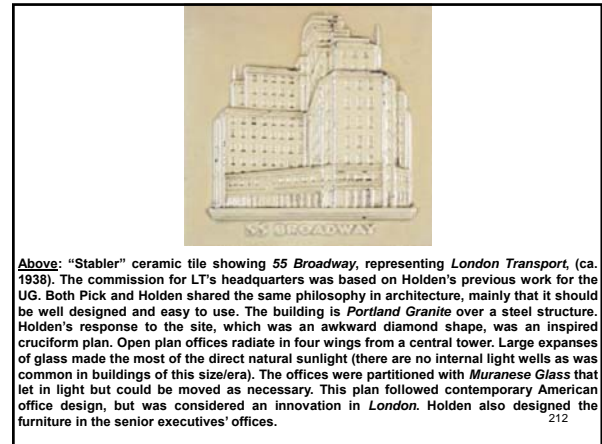 55 BROADWAY
Above: “Stabler” ceramic tile showing 55 Broadway, representing London Transport, (ca.
1938). The commission for LT’s headquarters was based on Holden’s previous work for the
UG. Both Pick and Holden shared the same philosophy in architecture, mainly that it should
be well designed and easy to use. The building is Portland Granite over a steel structure.
Holden’s response to the site, which was an awkward diamond shape, was an inspired
cruciform plan. Open plan offices radiate in four wings from a central tower. Large expanses
of glass made the most of the direct natural sunlight (there are no internal light wells as was
common in buildings of this size/era). The offices were partitioned with Muranese Glass that
let in light but could be moved as necessary. This plan followed contemporary American
office design, but was considered an innovation in London. Holden also designed the
furniture in the senior executives’ offices.
212